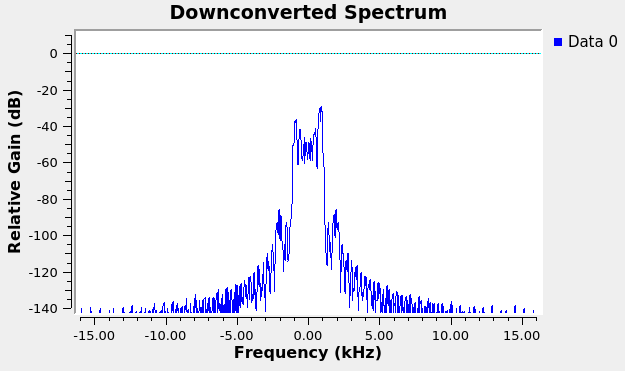 Downconverted Spectrum
Data 0
Relative Gain (dB)
0
-20
-40
-60
-80
-100
-120
-140
-15.00 -10.00 -5.00 0.00 5.00 10.00 15.00
Frequency (kHz)